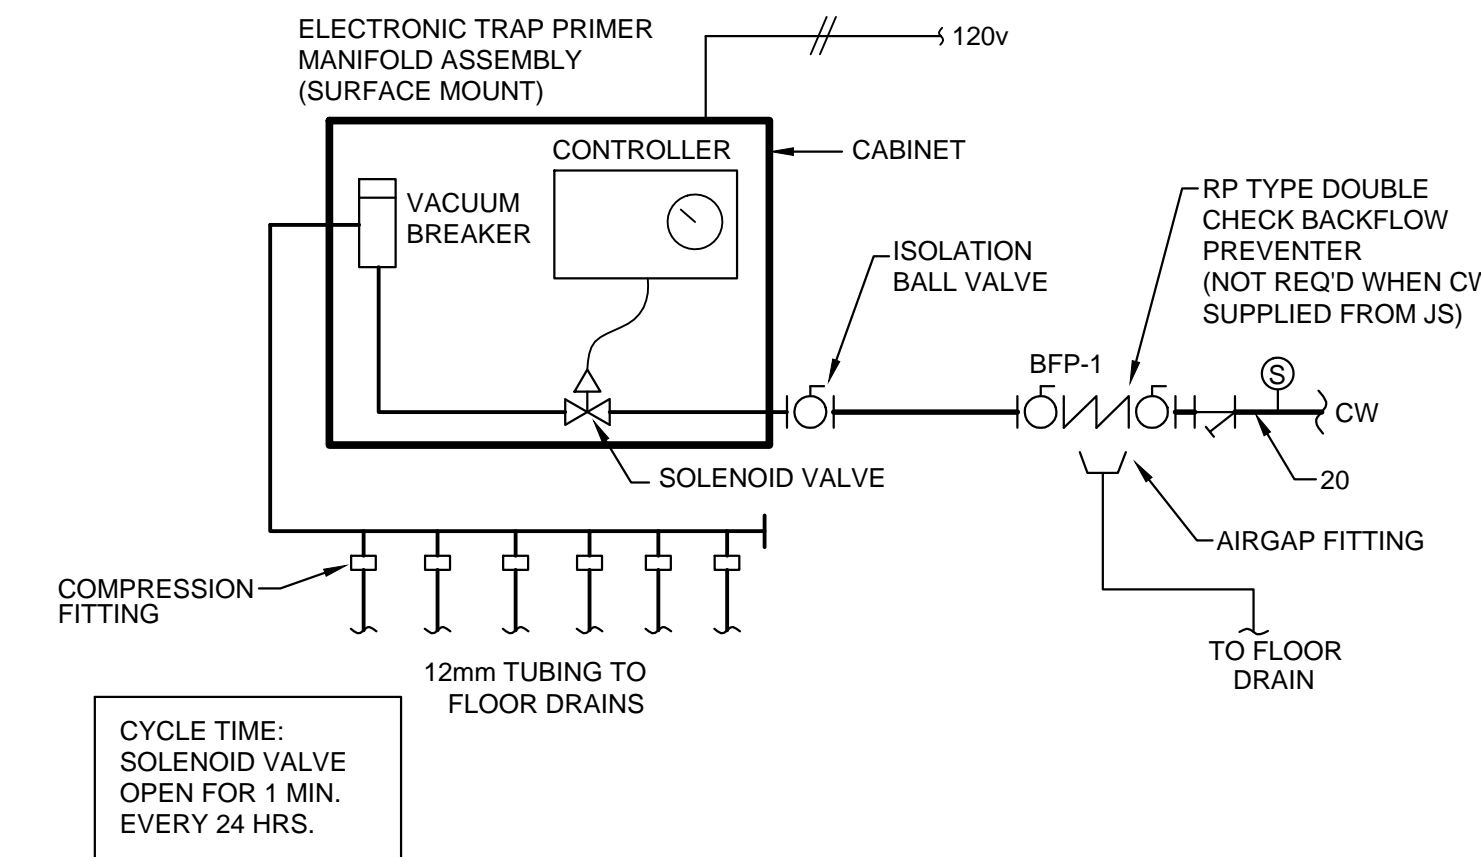 ELECTRONIC TRAP PRIMER
MANIFOLD ASSEMBLY
(SURFACE MOUNT)
120v
CONTROLLER
CABINET
VACUUM
BREAKER
RP TYPE DOUBLE
CHECK BACKFLOW
PREVENTER
(NOT REQ'D WHEN CW
SUPPLIED FROM JS)
ISOLATION
BALL VALVE
BFP-1
S
CW
SOLENOID VALVE
20
AIRGAP FITTING
COMPRESSION
FITTING
TO FLOOR
DRAIN
12mm TUBING TO
FLOOR DRAINS
CYCLE TIME:
SOLENOID VALVE
OPEN FOR 1 MIN.
EVERY 24 HRS.